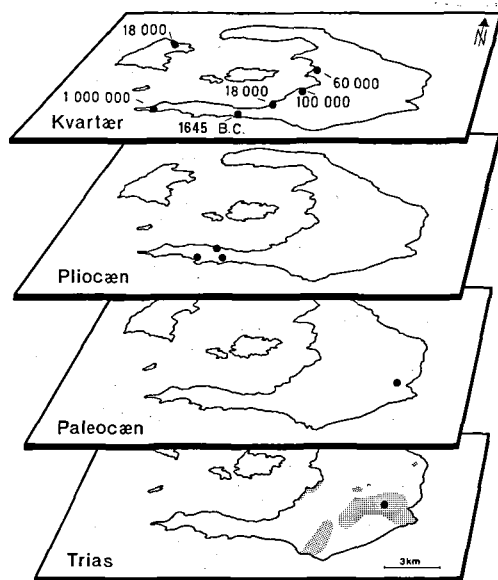 18 000
N
60 000
1 000 000
18 000
100 000
1645 B.C.
Kvartær
Pliocæn
Paleocæn
Trias
3km